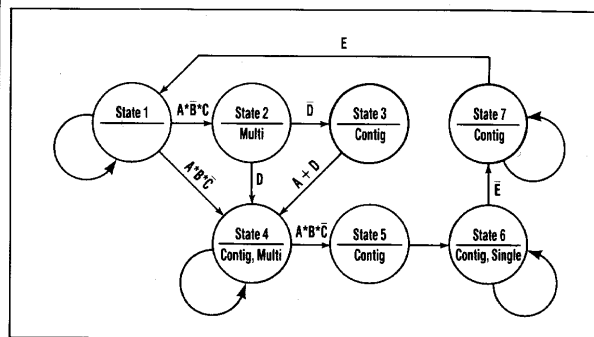 E
State 1
A*B̅*C
State 2
Multi
D̅
State 3
Contig
State 7
Contig
A*B*C̅
D
A + D
E̅
State 4
Contig, Multi
A*B*C̅
State 5
Contig
State 6
Contig, Single